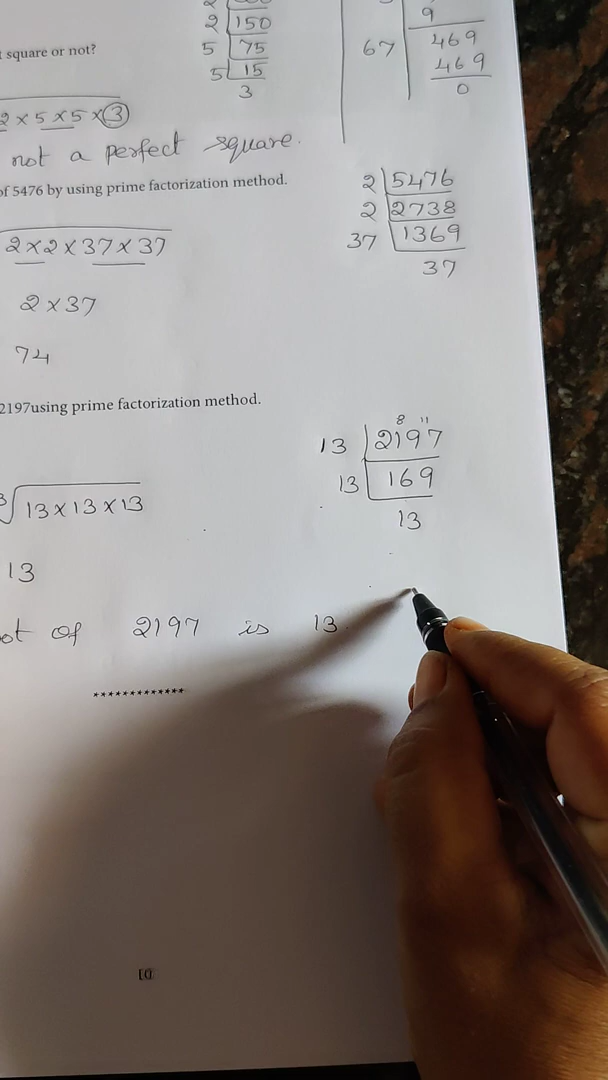 2 150
square or not?
5 75
5 15
3
9
67 469
469
0
2 × 5 × 5 × 3
not a perfect square.
of 5476 by using prime factorization method.
2 5476
2 2738
37 1369
37
2 × 2 × 37 × 37
2 × 37
74
2197using prime factorization method.
8 11
13 2197
13 169
13
3√13 × 13 × 13
13
of 2197 is 13
*************